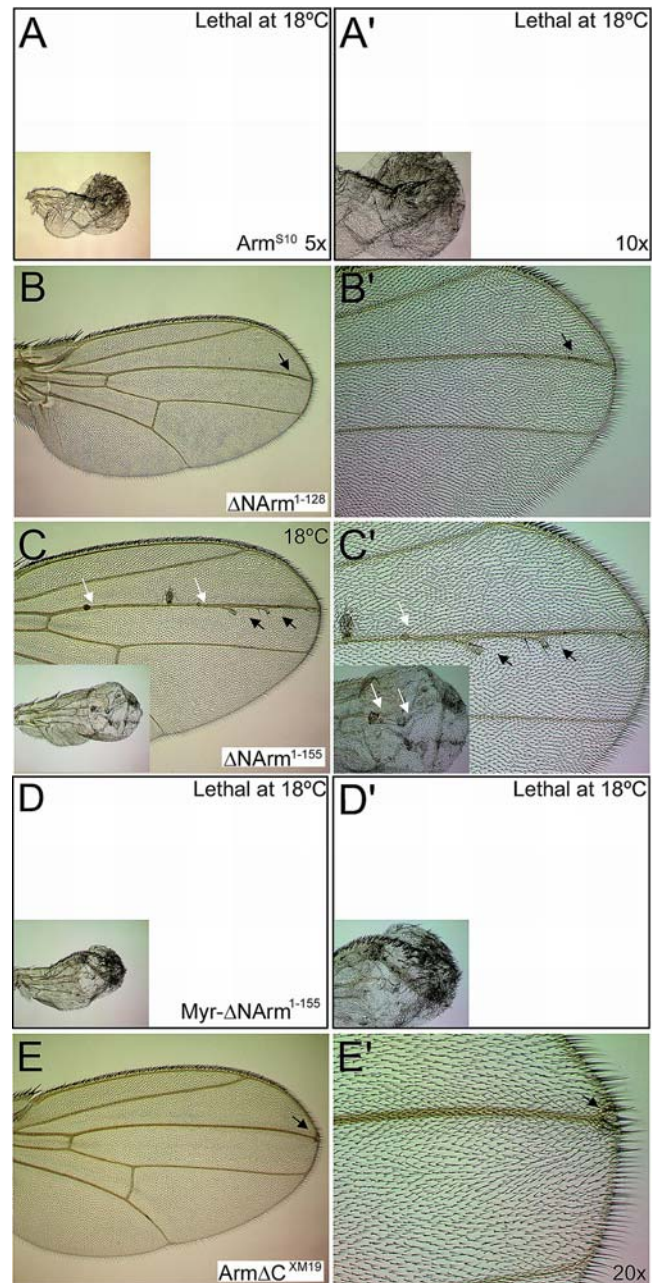 A
Lethal at 18ºC
Arm^S10 5x
A'
Lethal at 18ºC
10x
B
ΔNArm^1-128
B'
C
18ºC
ΔNArm^1-155
C'
D
Lethal at 18ºC
Myr-ΔNArm^1-155
D'
Lethal at 18ºC
E
ArmΔC^XM19
E'
20x